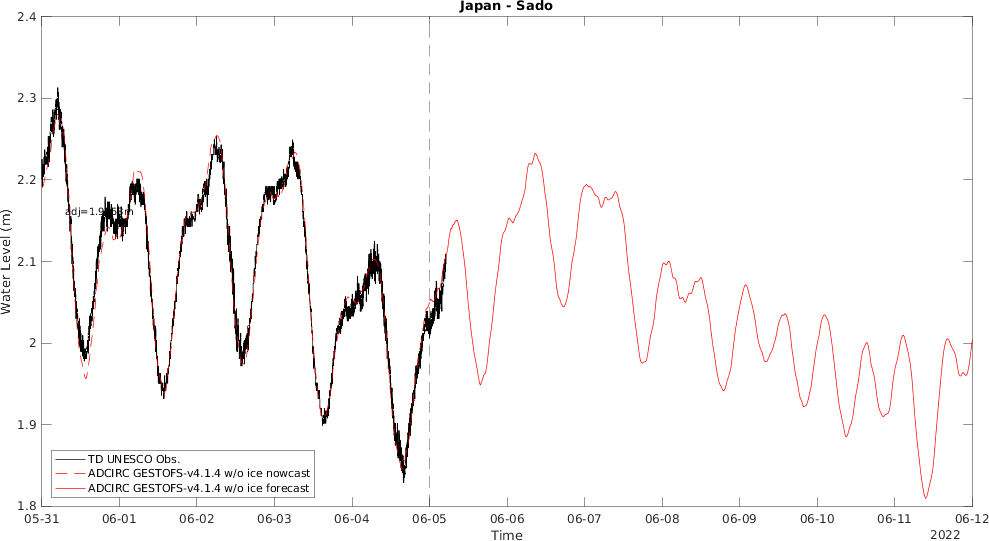 Japan - Sado
2.4
2.3
2.2
2.1
2
1.9
1.8
Water Level (m)
TD UNESCO Obs.
ADCIRC GESTOFS-v4.1.4 w/o ice nowcast
ADCIRC GESTOFS-v4.1.4 w/o ice forecast
05-31 06-01 06-02 06-03 06-04 06-05 06-06 06-07 06-08 06-09 06-10 06-11 06-12
Time
2022